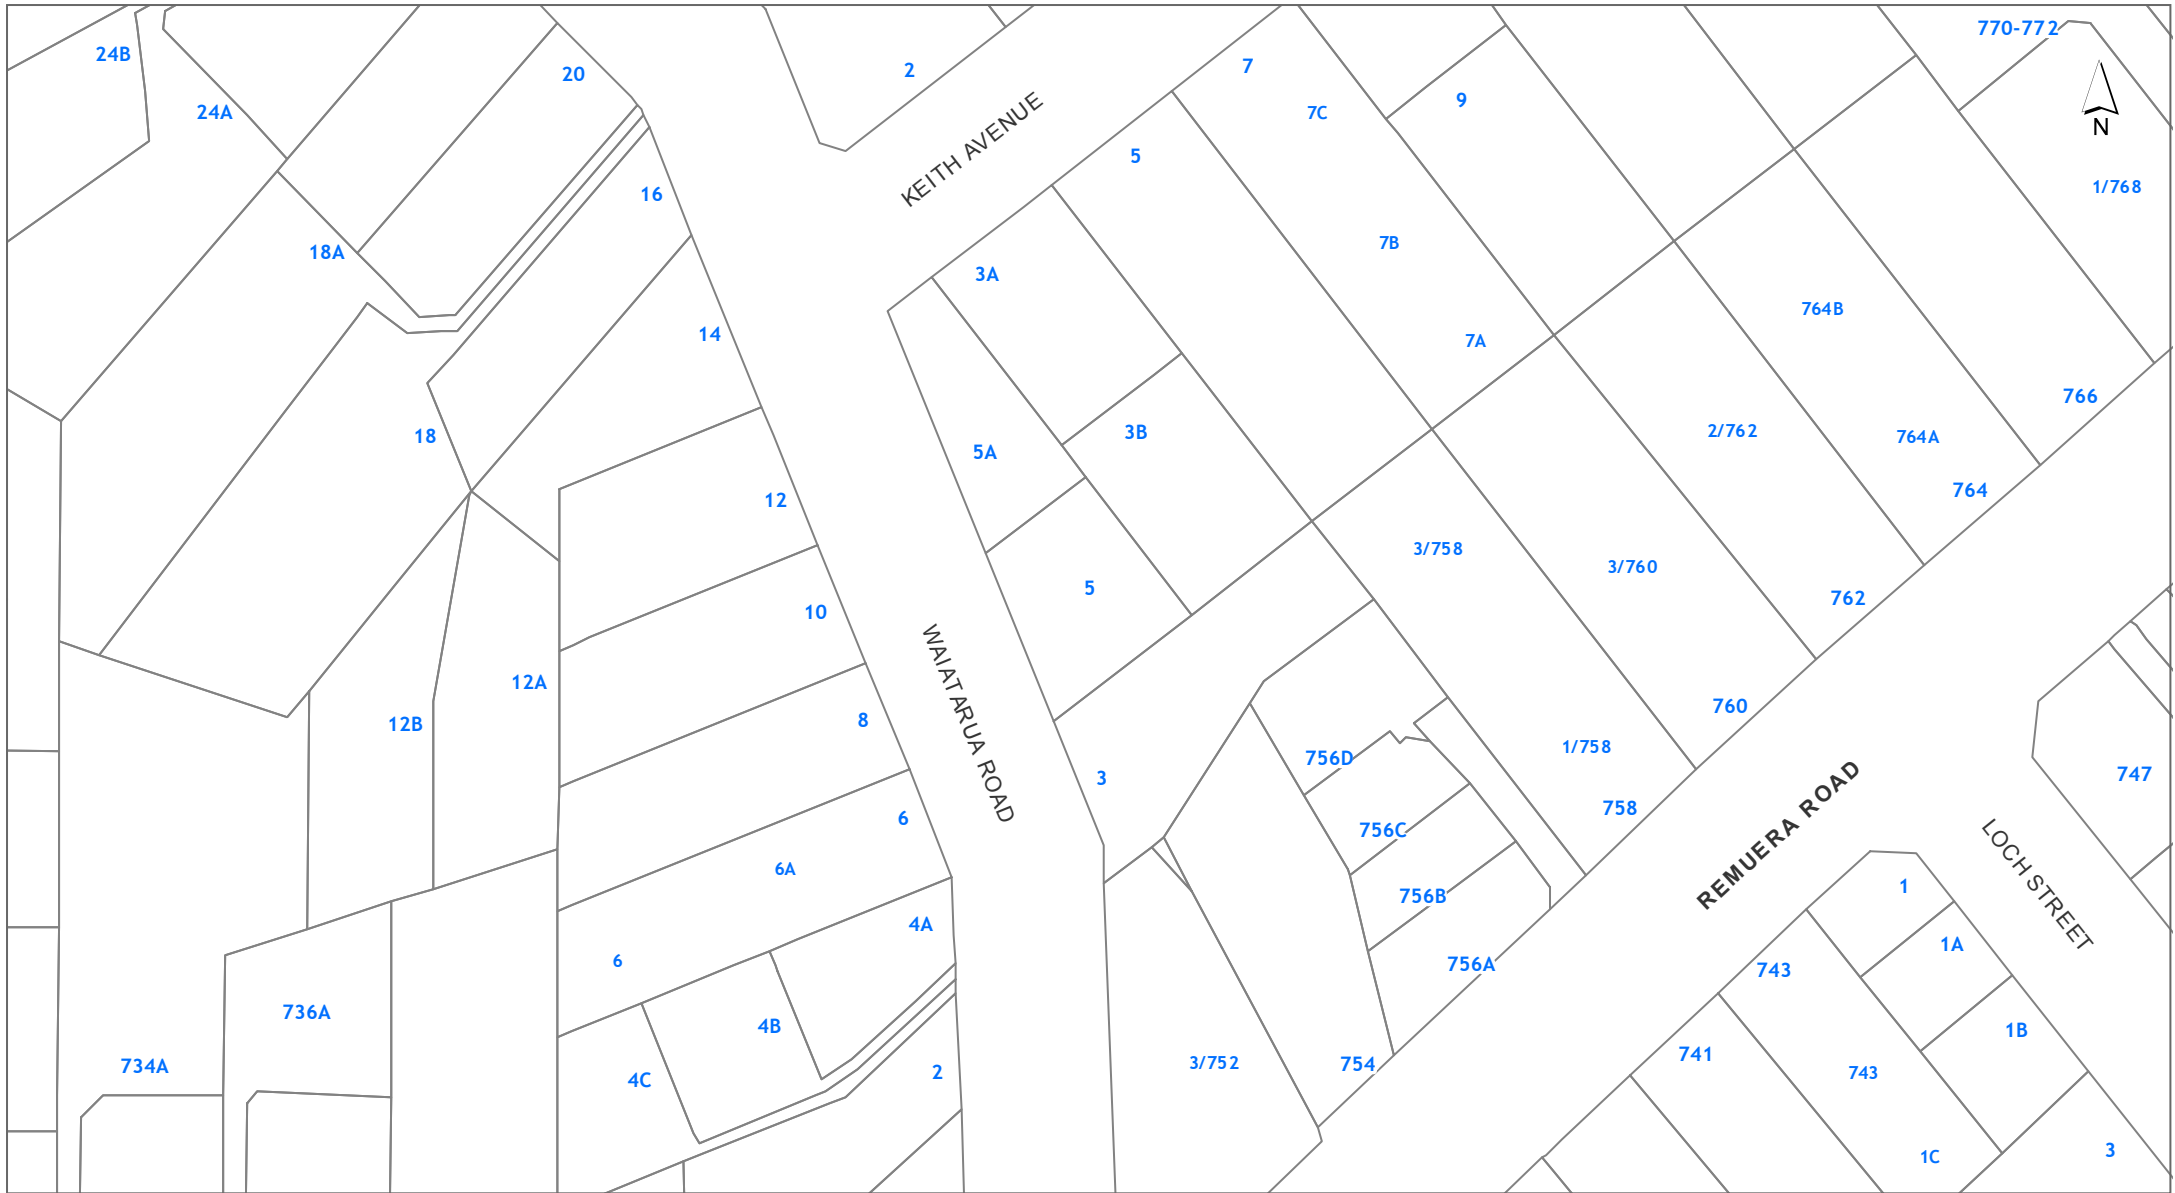 770-772
24B
2
7
20
9
24A
7C
KEITH AVENUE
N
5
1/768
16
7B
18A
3A
764B
14
7A
766
3B
2/762
764A
18
5A
764
12
3/758
3/760
5
762
10
WAIATARUA ROAD
12A
760
8
12B
1/758
756D
747
3
758
6
756C
REMUERA ROAD
6A
LOCH STREET
1
756B
4A
1A
6
756A
743
736A
4B
1B
741
3/752
754
734A
2
743
4C
3
1C